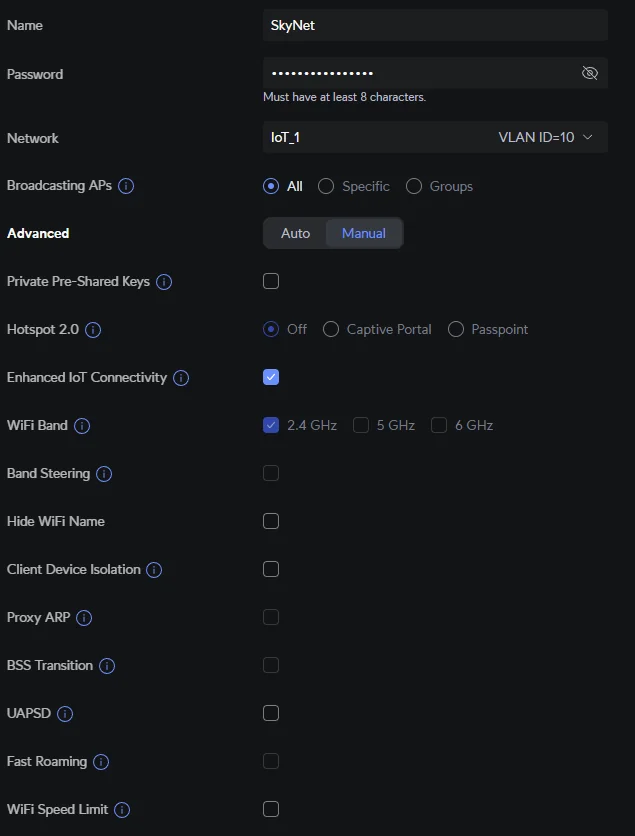 Name SkyNet
Password ••••••••••••••••
Must have at least 8 characters.
Network IoT_1 VLAN ID=10
Broadcasting APs All Specific Groups
Advanced Auto Manual
Private Pre-Shared Keys
Hotspot 2.0 Off Captive Portal Passpoint
Enhanced IoT Connectivity
WiFi Band 2.4 GHz 5 GHz 6 GHz
Band Steering
Hide WiFi Name
Client Device Isolation
Proxy ARP
BSS Transition
UAPSD
Fast Roaming
WiFi Speed Limit